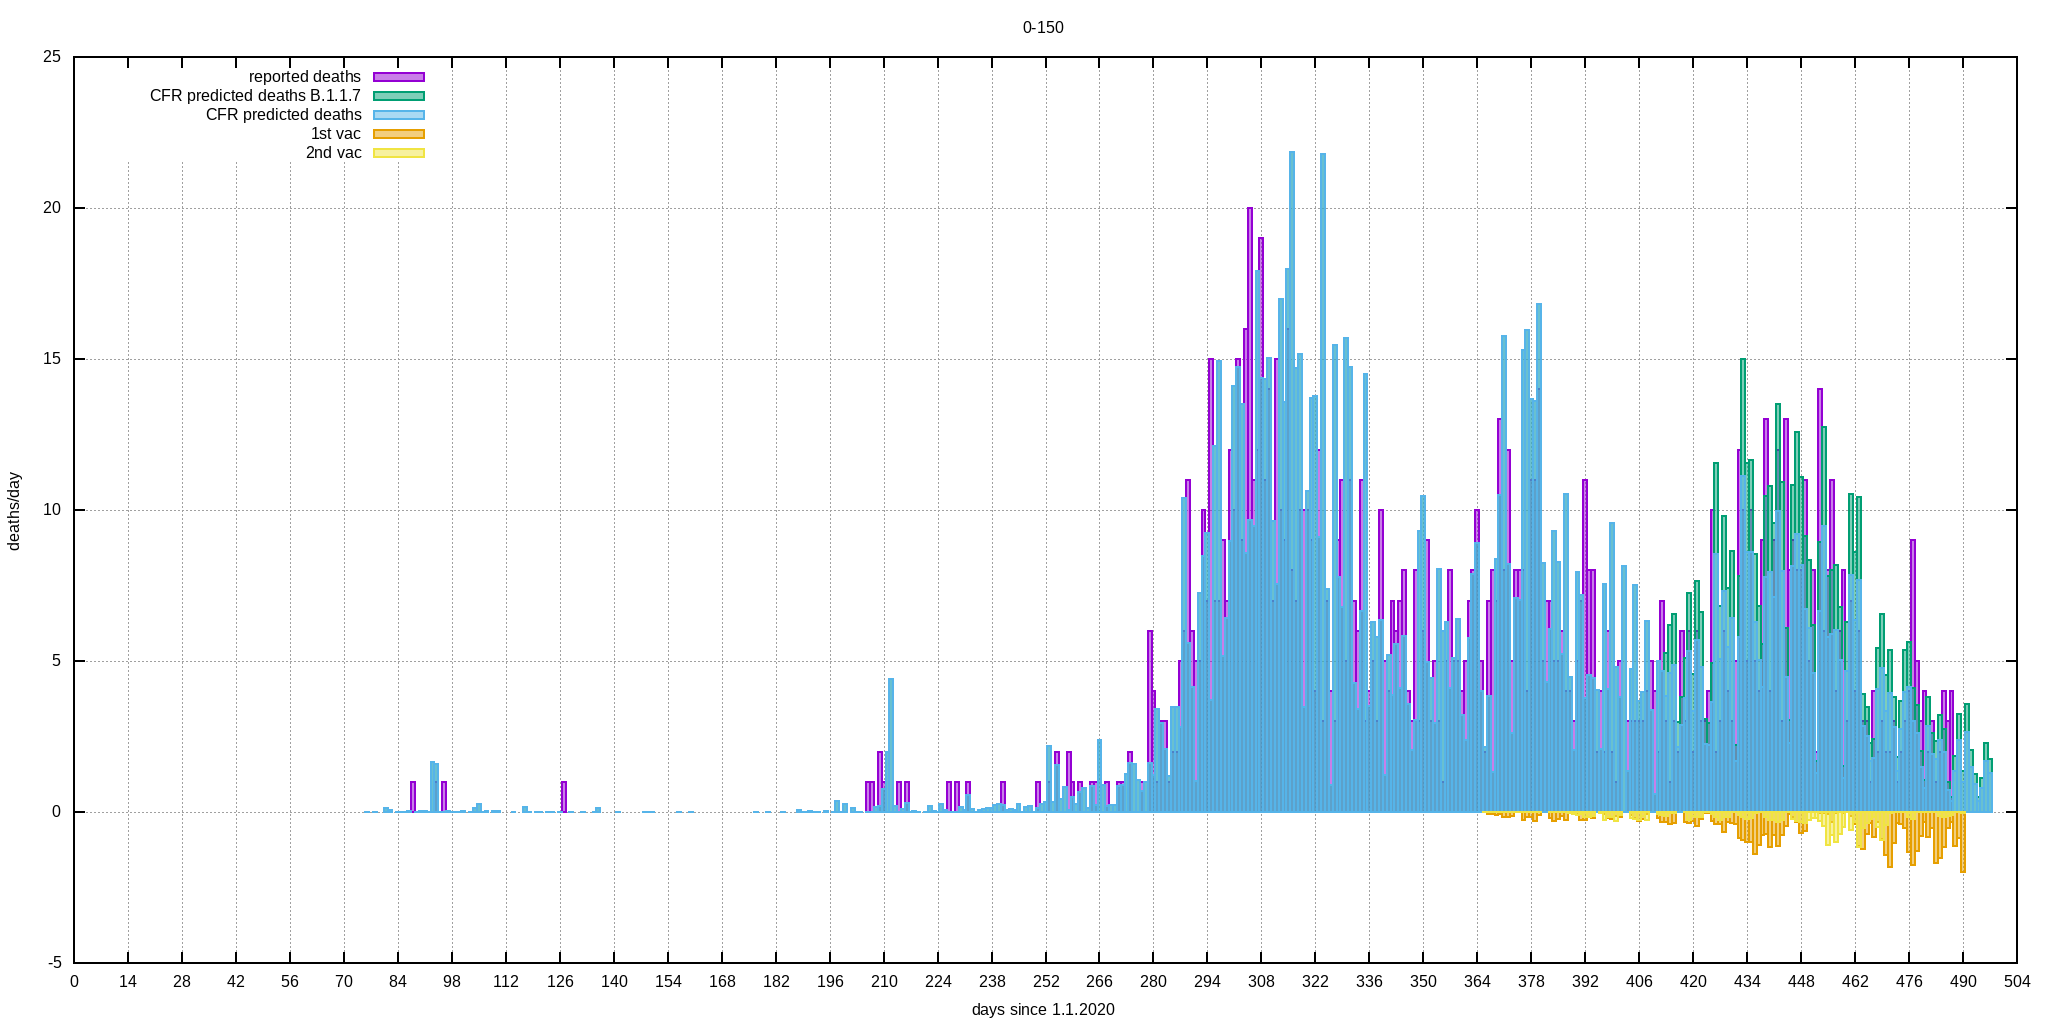 0-150
25
20
15
10
5
0
-5
deaths/day
reported deaths
CFR predicted deaths B.1.1.7
CFR predicted deaths
1st vac
2nd vac
0 14 28 42 56 70 84 98 112 126 140 154 168 182 196 210 224 238 252 266 280 294 308 322 336 350 364 378 392 406 420 434 448 462 476 490 504
days since 1.1.2020